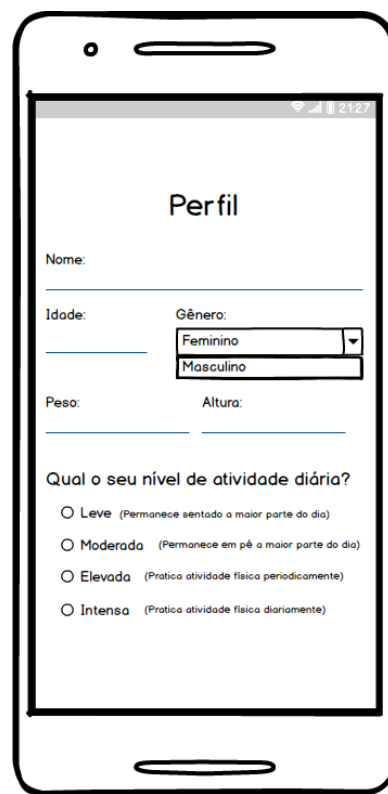 21:27
Perfil
Nome:
Idade: Gênero:
Feminino
Masculino
Peso: Altura:
Qual o seu nível de atividade diária?
Leve (Permanece sentado a maior parte do dia)
Moderada (Permanece em pé a maior parte do dia)
Elevada (Pratica atividade física periodicamente)
Intensa (Pratica atividade física diariamente)